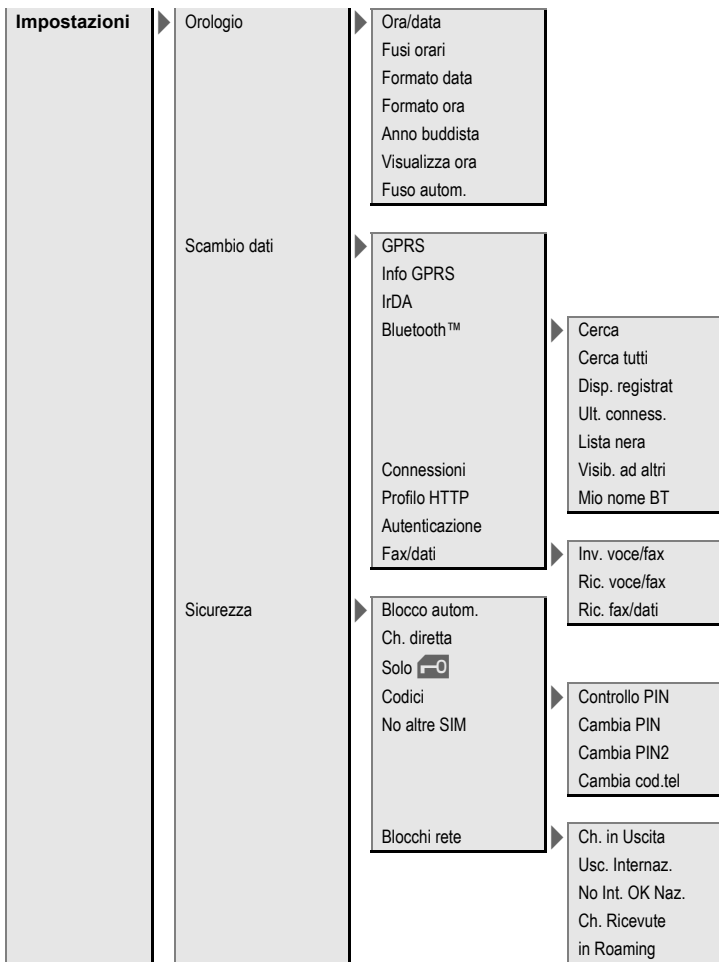 Impostazioni
Orologio
Ora/data
Fusi orari
Formato data
Formato ora
Anno buddista
Visualizza ora
Fuso autom.
Scambio dati
GPRS
Info GPRS
IrDA
Bluetooth™
Cerca
Cerca tutti
Disp. registrat
Ult. conness.
Lista nera
Visib. ad altri
Mio nome BT
Connessioni
Profilo HTTP
Autenticazione
Fax/dati
Inv. voce/fax
Ric. voce/fax
Ric. fax/dati
Sicurezza
Blocco autom.
Ch. diretta
Solo
Codici
Controllo PIN
Cambia PIN
Cambia PIN2
Cambia cod.tel
No altre SIM
Blocchi rete
Ch. in Uscita
Usc. Internaz.
No Int. OK Naz.
Ch. Ricevute
in Roaming